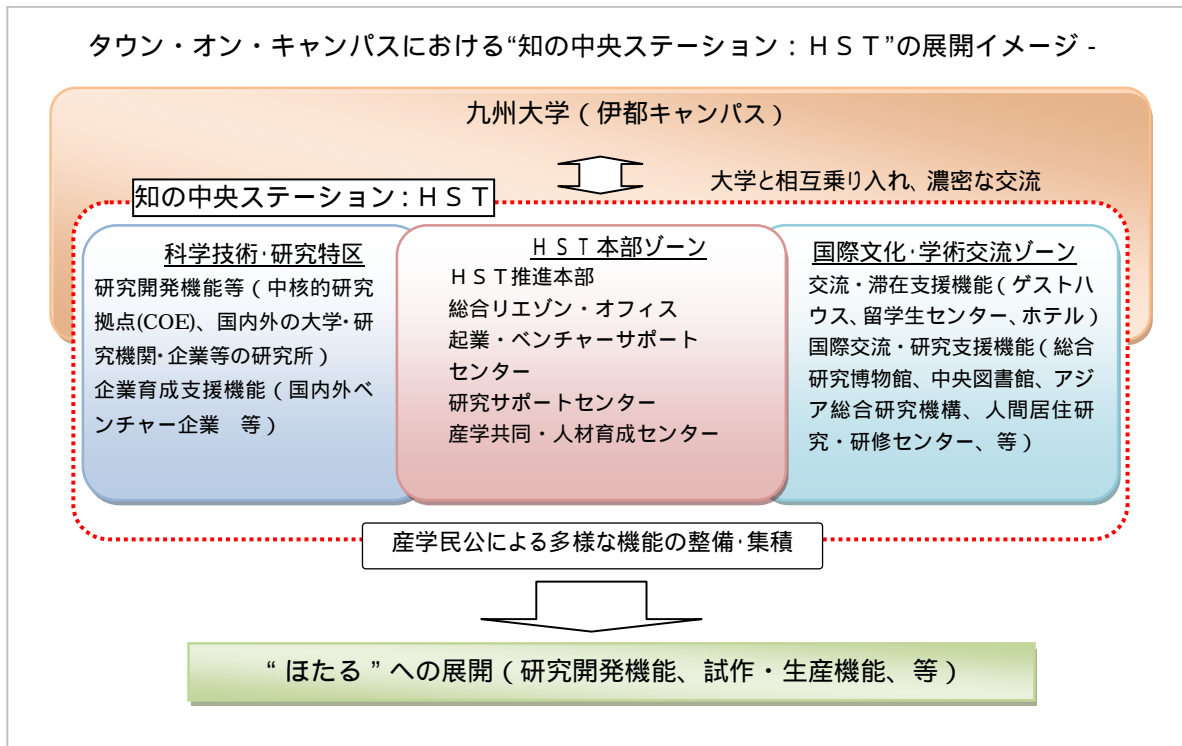 タウン・オン・キャンパスにおける“知の中央ステーション：ＨＳＴ”の展開イメージ -
九州大学（伊都キャンパス）
大学と相互乗り入れ、濃密な交流
知の中央ステーション：ＨＳＴ
科学技術・研究特区
研究開発機能等（中核的研究
拠点(COE)、国内外の大学・研
究機関・企業等の研究所）
企業育成支援機能（国内外ベ
ンチャー企業　等）
ＨＳＴ本部ゾーン
ＨＳＴ推進本部
総合リエゾン・オフィス
起業・ベンチャーサポート
センター
研究サポートセンター
産学共同・人材育成センター
国際文化・学術交流ゾーン
交流・滞在支援機能（ゲストハ
ウス、留学生センター、ホテル）
国際交流・研究支援機能（総合
研究博物館、中央図書館、アジ
ア総合研究機構、人間居住研
究・研修センター、等）
産学民公による多様な機能の整備・集積
“ほたる”への展開（研究開発機能、試作・生産機能、等）